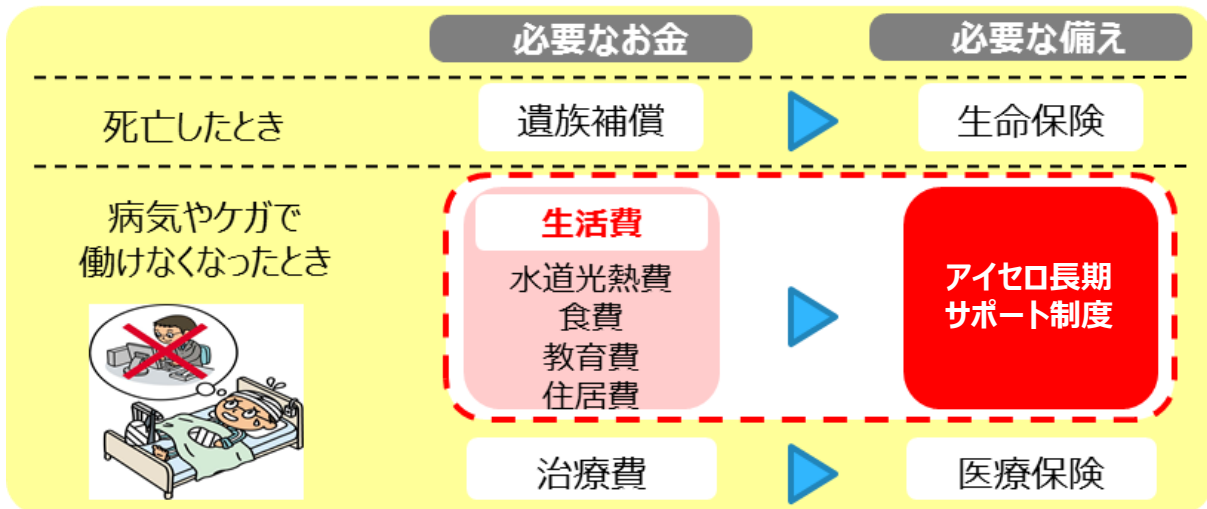 必要なお金
必要な備え
死亡したとき
遺族補償
生命保険
病気やケガで
働けなくなったとき
生活費
水道光熱費
食費
教育費
住居費
アイセロ長期
サポート制度
治療費
医療保険